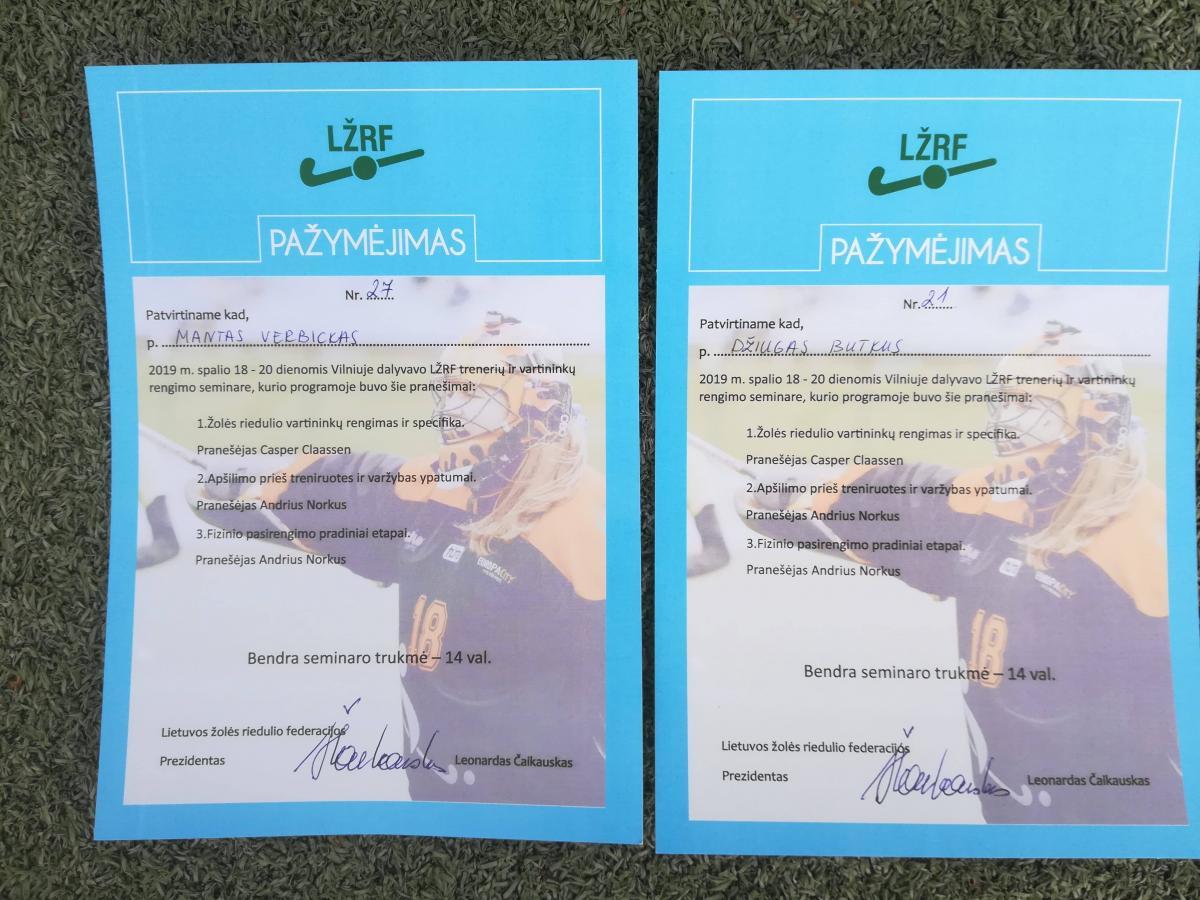 LŽRF
PAŽYMĖJIMAS
Nr. 27
Patvirtiname kad,
p. MANTAS VERBICKAS
2019 m. spalio 18 - 20 dienomis Vilniuje dalyvavo LŽRF trenerių ir vartininkų
rengimo seminare, kurio programoje buvo šie pranešimai:
1.Žolės riedulio vartininkų rengimas ir specifika.
Pranešėjas Casper Claassen
2.Apšilimo prieš treniruotes ir varžybas ypatumai.
Pranešėjas Andrius Norkus
3.Fizinio pasirengimo pradiniai etapai.
Pranešėjas Andrius Norkus
EUROPACITY
18
Bendra seminaro trukmė – 14 val.
Lietuvos žolės riedulio federacijos
Prezidentas
Leonardas Čaikauskas
LŽRF
PAŽYMĖJIMAS
Nr. 21
Patvirtiname kad,
p. DŽIUGAS BUTKUS
2019 m. spalio 18 - 20 dienomis Vilniuje dalyvavo LŽRF trenerių ir vartininkų
rengimo seminare, kurio programoje buvo šie pranešimai:
1.Žolės riedulio vartininkų rengimas ir specifika.
Pranešėjas Casper Claassen
2.Apšilimo prieš treniruotes ir varžybas ypatumai.
Pranešėjas Andrius Norkus
3.Fizinio pasirengimo pradiniai etapai.
Pranešėjas Andrius Norkus
EUROPACITY
18
Bendra seminaro trukmė – 14 val.
Lietuvos žolės riedulio federacijos
Prezidentas
Leonardas Čaikauskas